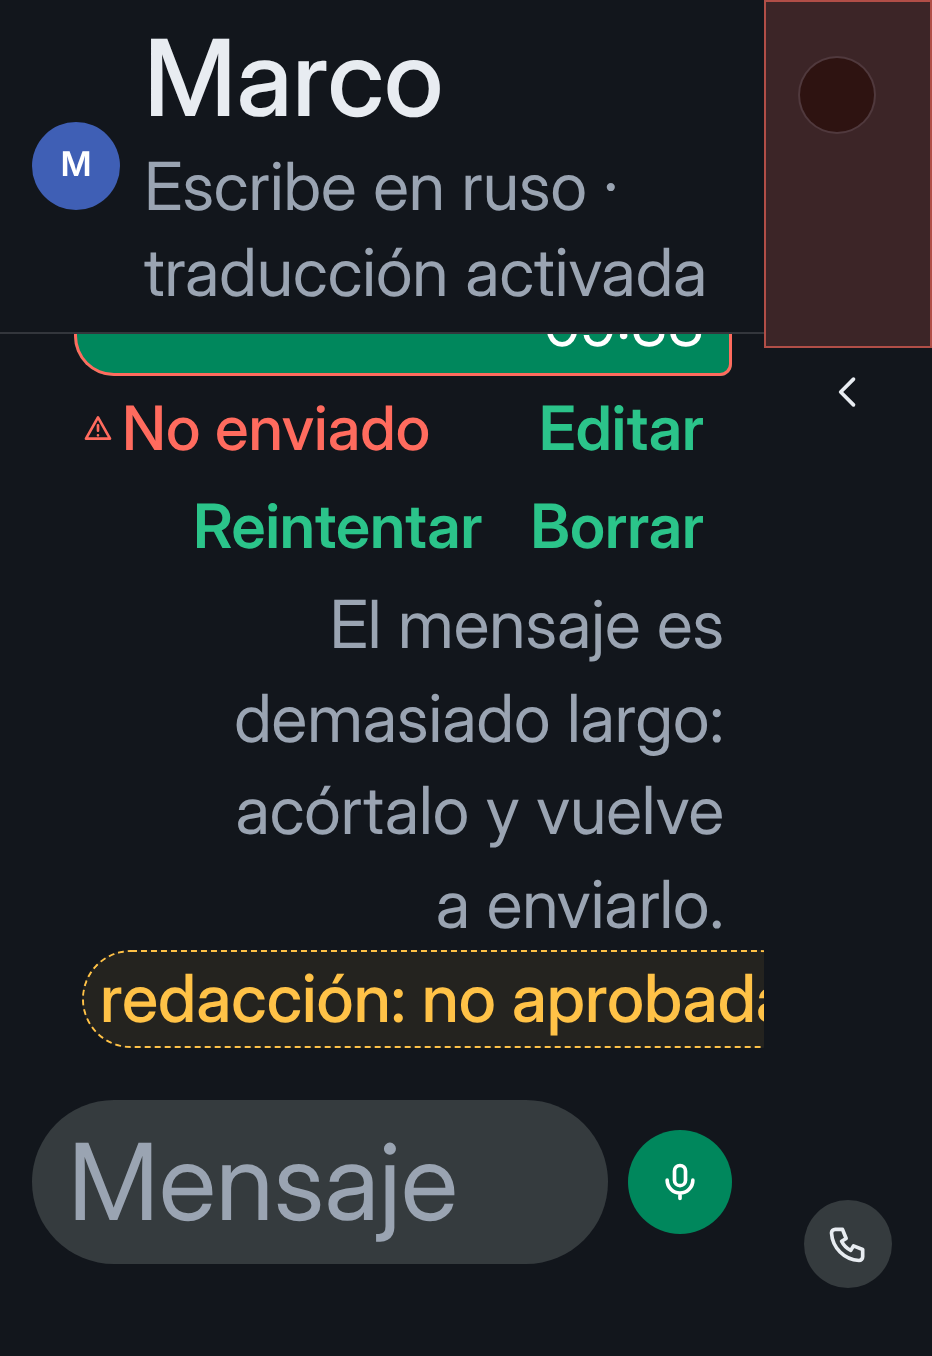 Marco
M
Escribe en ruso ·
traducción activada
No enviado
Editar
Reintentar
Borrar
El mensaje es
demasiado largo:
acórtalo y vuelve
a enviarlo.
redacción: no aprobada
Mensaje